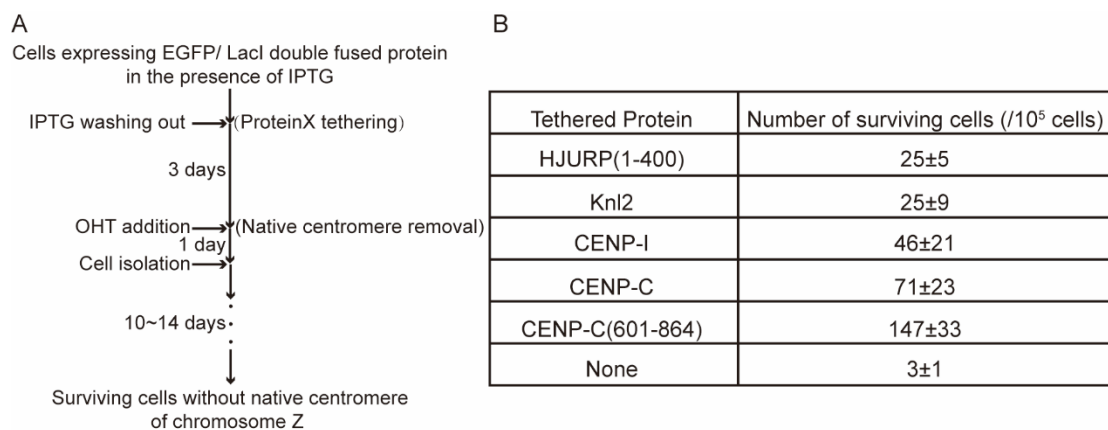 A
Cells expressing EGFP/ LacI double fused protein
in the presence of IPTG
IPTG washing out
(ProteinX tethering)
3 days
OHT addition
(Native centromere removal)
1 day
Cell isolation
10~14 days
Surviving cells without native centromere
of chromosome Z
B
Tethered Protein Number of surviving cells (/10⁵ cells)
HJURP(1-400) 25±5
Knl2 25±9
CENP-I 46±21
CENP-C 71±23
CENP-C(601-864) 147±33
None 3±1